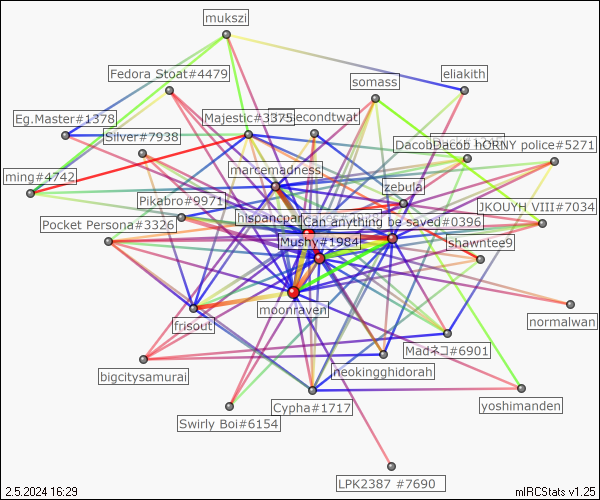 mukszi
Fedora Stoat#4479
eliakith
somass
Eg.Master#1378
Majestic#3375
secondtwat
Silver#7938
DacobDacob hORNY police#5271
marcemadness
ming#4742
zebula
Pikabro#9971
JKOUYH VIII#7034
hispancpar
Can anything be saved#0396
Pocket Persona#3326
Mushy#1984
shawntee9
moonraven
normalwan
frisout
Madネコ#6901
neokingghidorah
bigcitysamurai
yoshimanden
Cypha#1717
Swirly Boi#6154
LPK2387 #7690
2.5.2024 16:29
mIRCStats v1.25